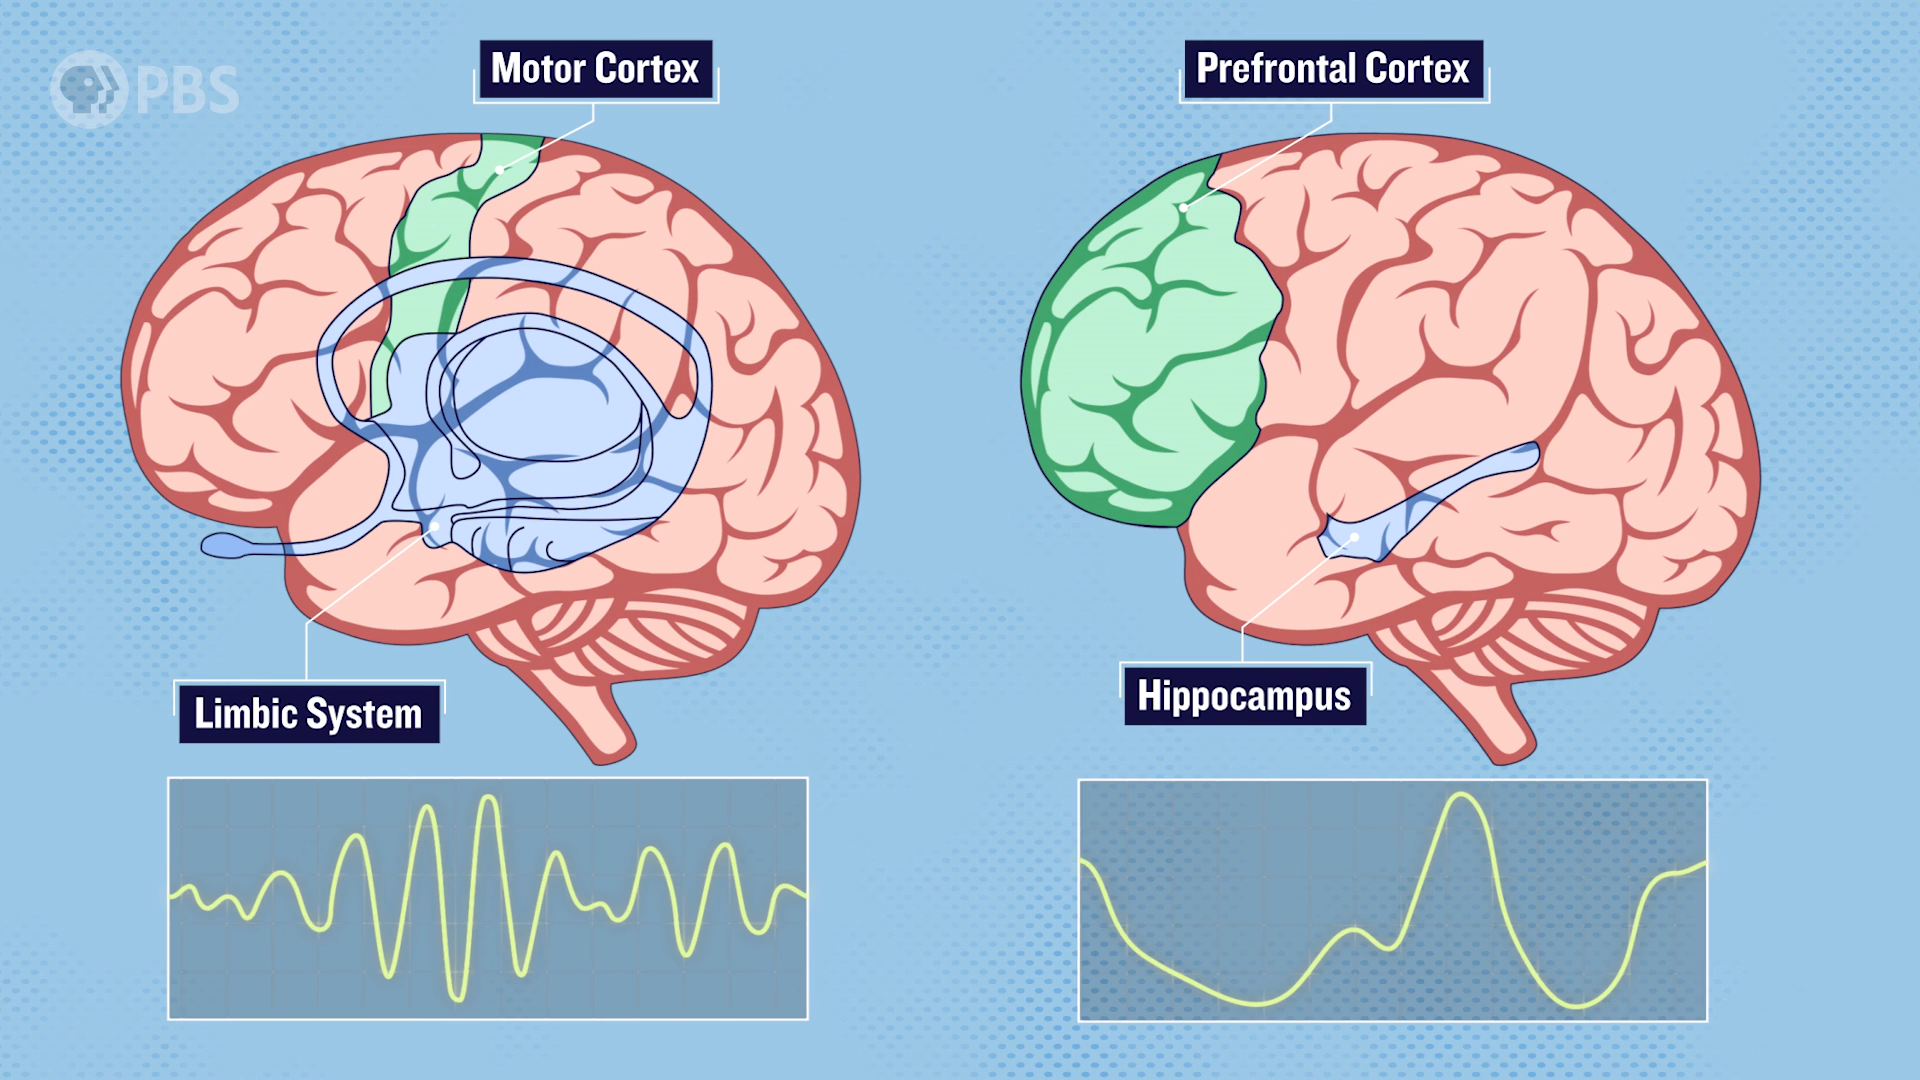 PBS
Motor Cortex
Prefrontal Cortex
Limbic System
Hippocampus